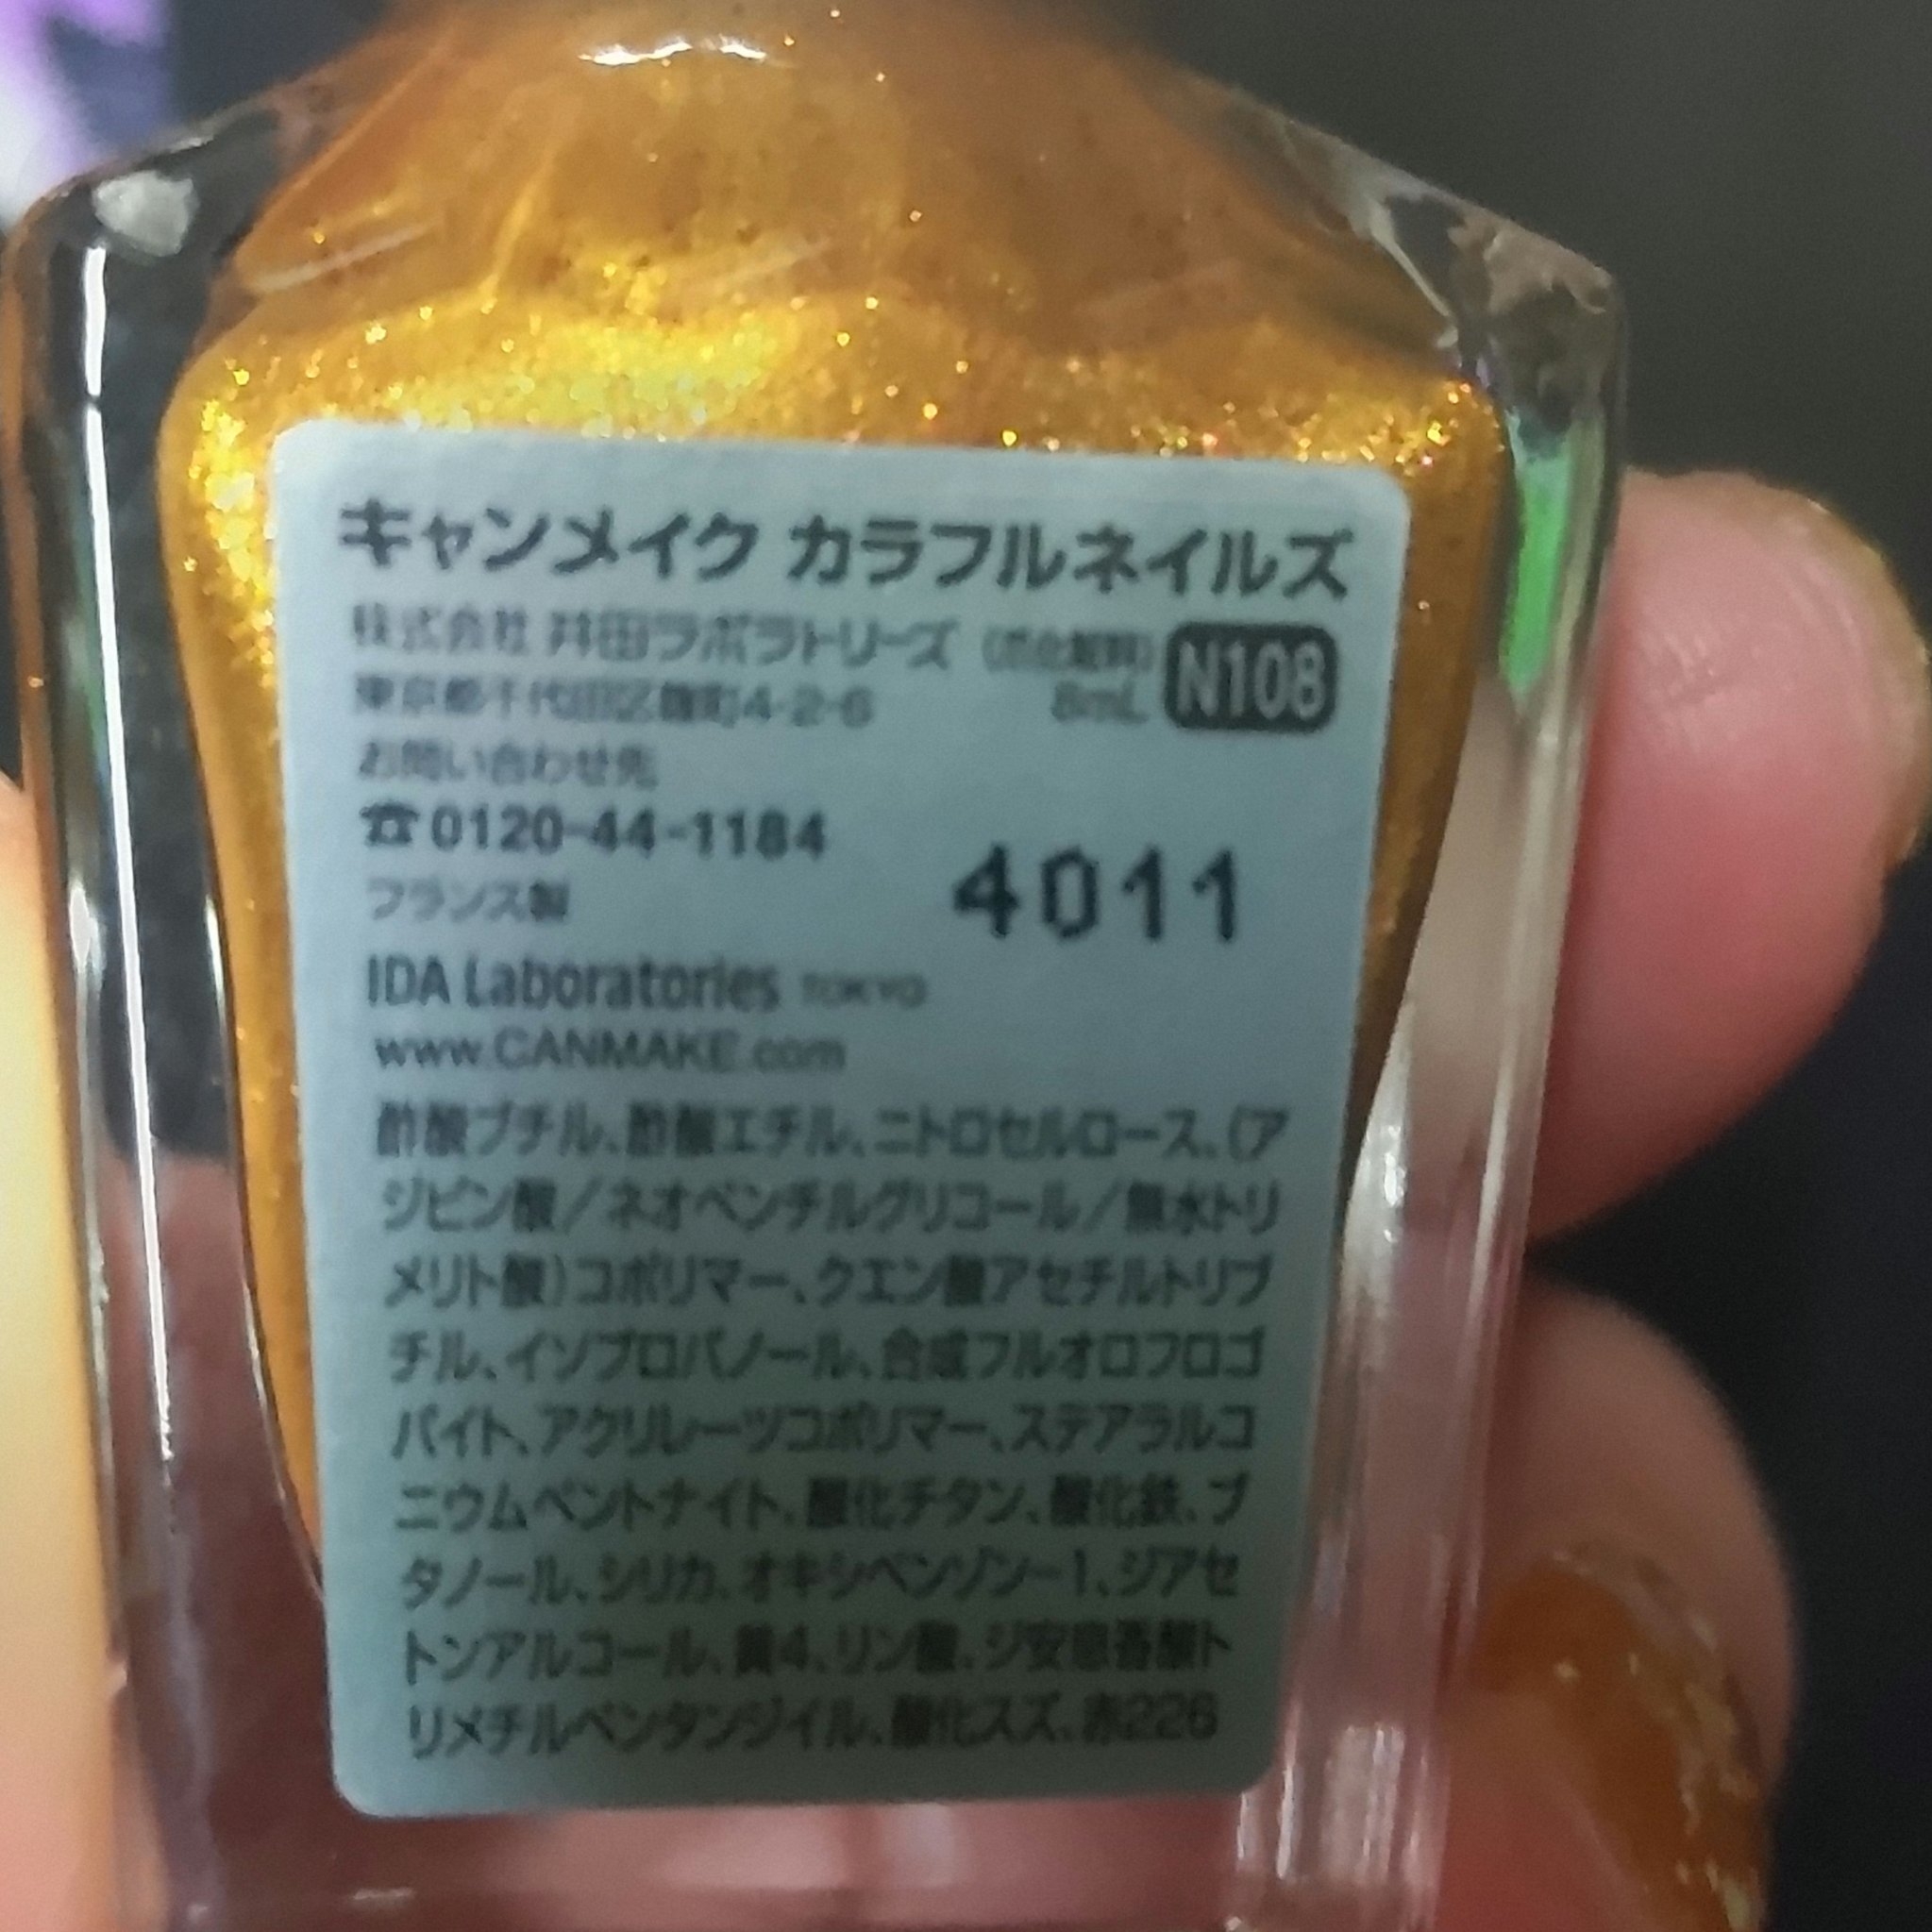 キャンメイク カラフルネイルズ
株式会社 井田ラボラトリーズ 〈爪化粧料〉 N108
東京都千代田区麹町4-2-6 8mL
お問い合わせ先
☎0120-44-1184
フランス製 4011
IDA Laboratories TOKYO
www.CANMAKE.com
酢酸ブチル、酢酸エチル、ニトロセルロース、(ア
ジピン酸/ネオペンチルグリコール/無水トリ
メリト酸)コポリマー、クエン酸アセチルトリブ
チル、イソプロパノール、合成フルオロフロゴ
パイト、アクリレーツコポリマー、ステアラルコ
ニウムベントナイト、酸化チタン、酸化鉄、ブ
タノール、シリカ、オキシベンゾン-1、ジアセ
トンアルコール、黄4、リン酸、ジ安息香酸ト
リメチルペンタンジイル、酸化スズ、赤226